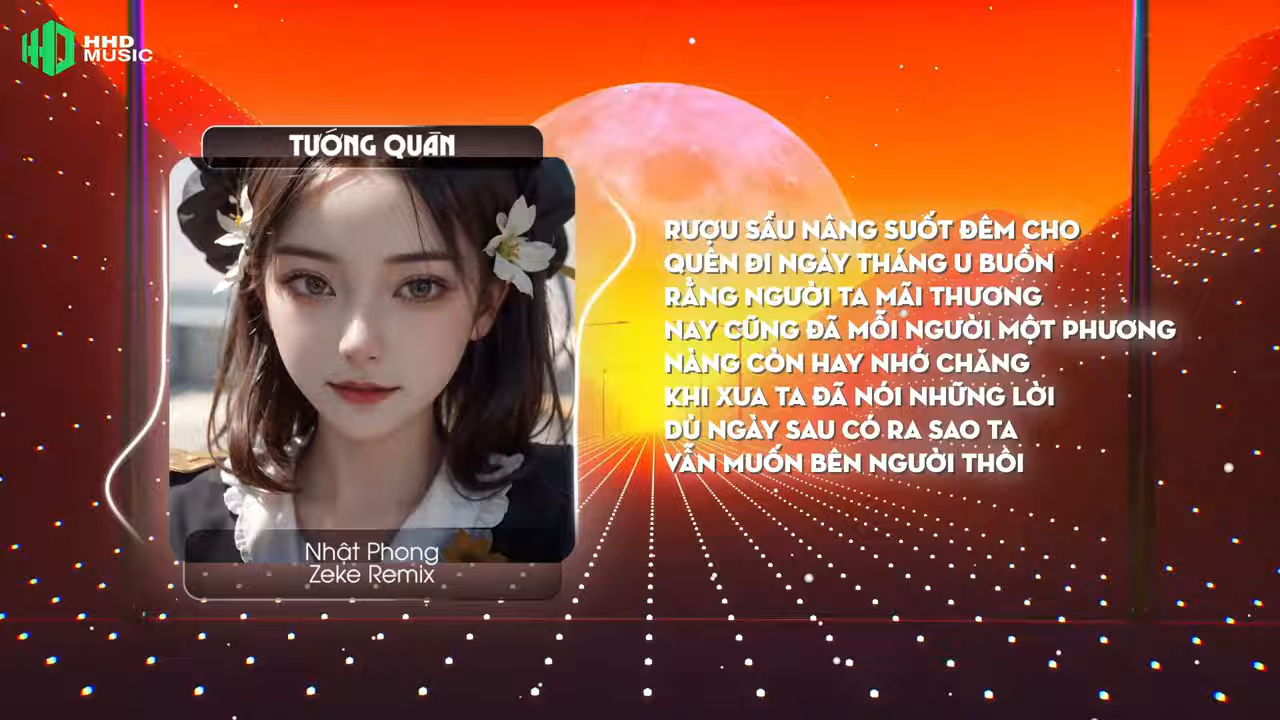 HHD
MUSIC
TƯỚNG QUÂN
RƯỢU SẦU NÂNG SUỐT ĐÊM CHO
QUÊN ĐI NGÀY THÁNG U BUỒN
RẰNG NGƯỜI TA MÃI THƯƠNG
NAY CŨNG ĐÃ MỖI NGƯỜI MỘT PHƯƠNG
NÀNG CÒN HAY NHỚ CHĂNG
KHI XƯA TA ĐÃ NÓI NHỮNG LỜI
DÙ NGÀY SAU CÓ RA SAO TA
VẪN MUỐN BÊN NGƯỜI THÔI
Nhật Phong
Zeke Remix